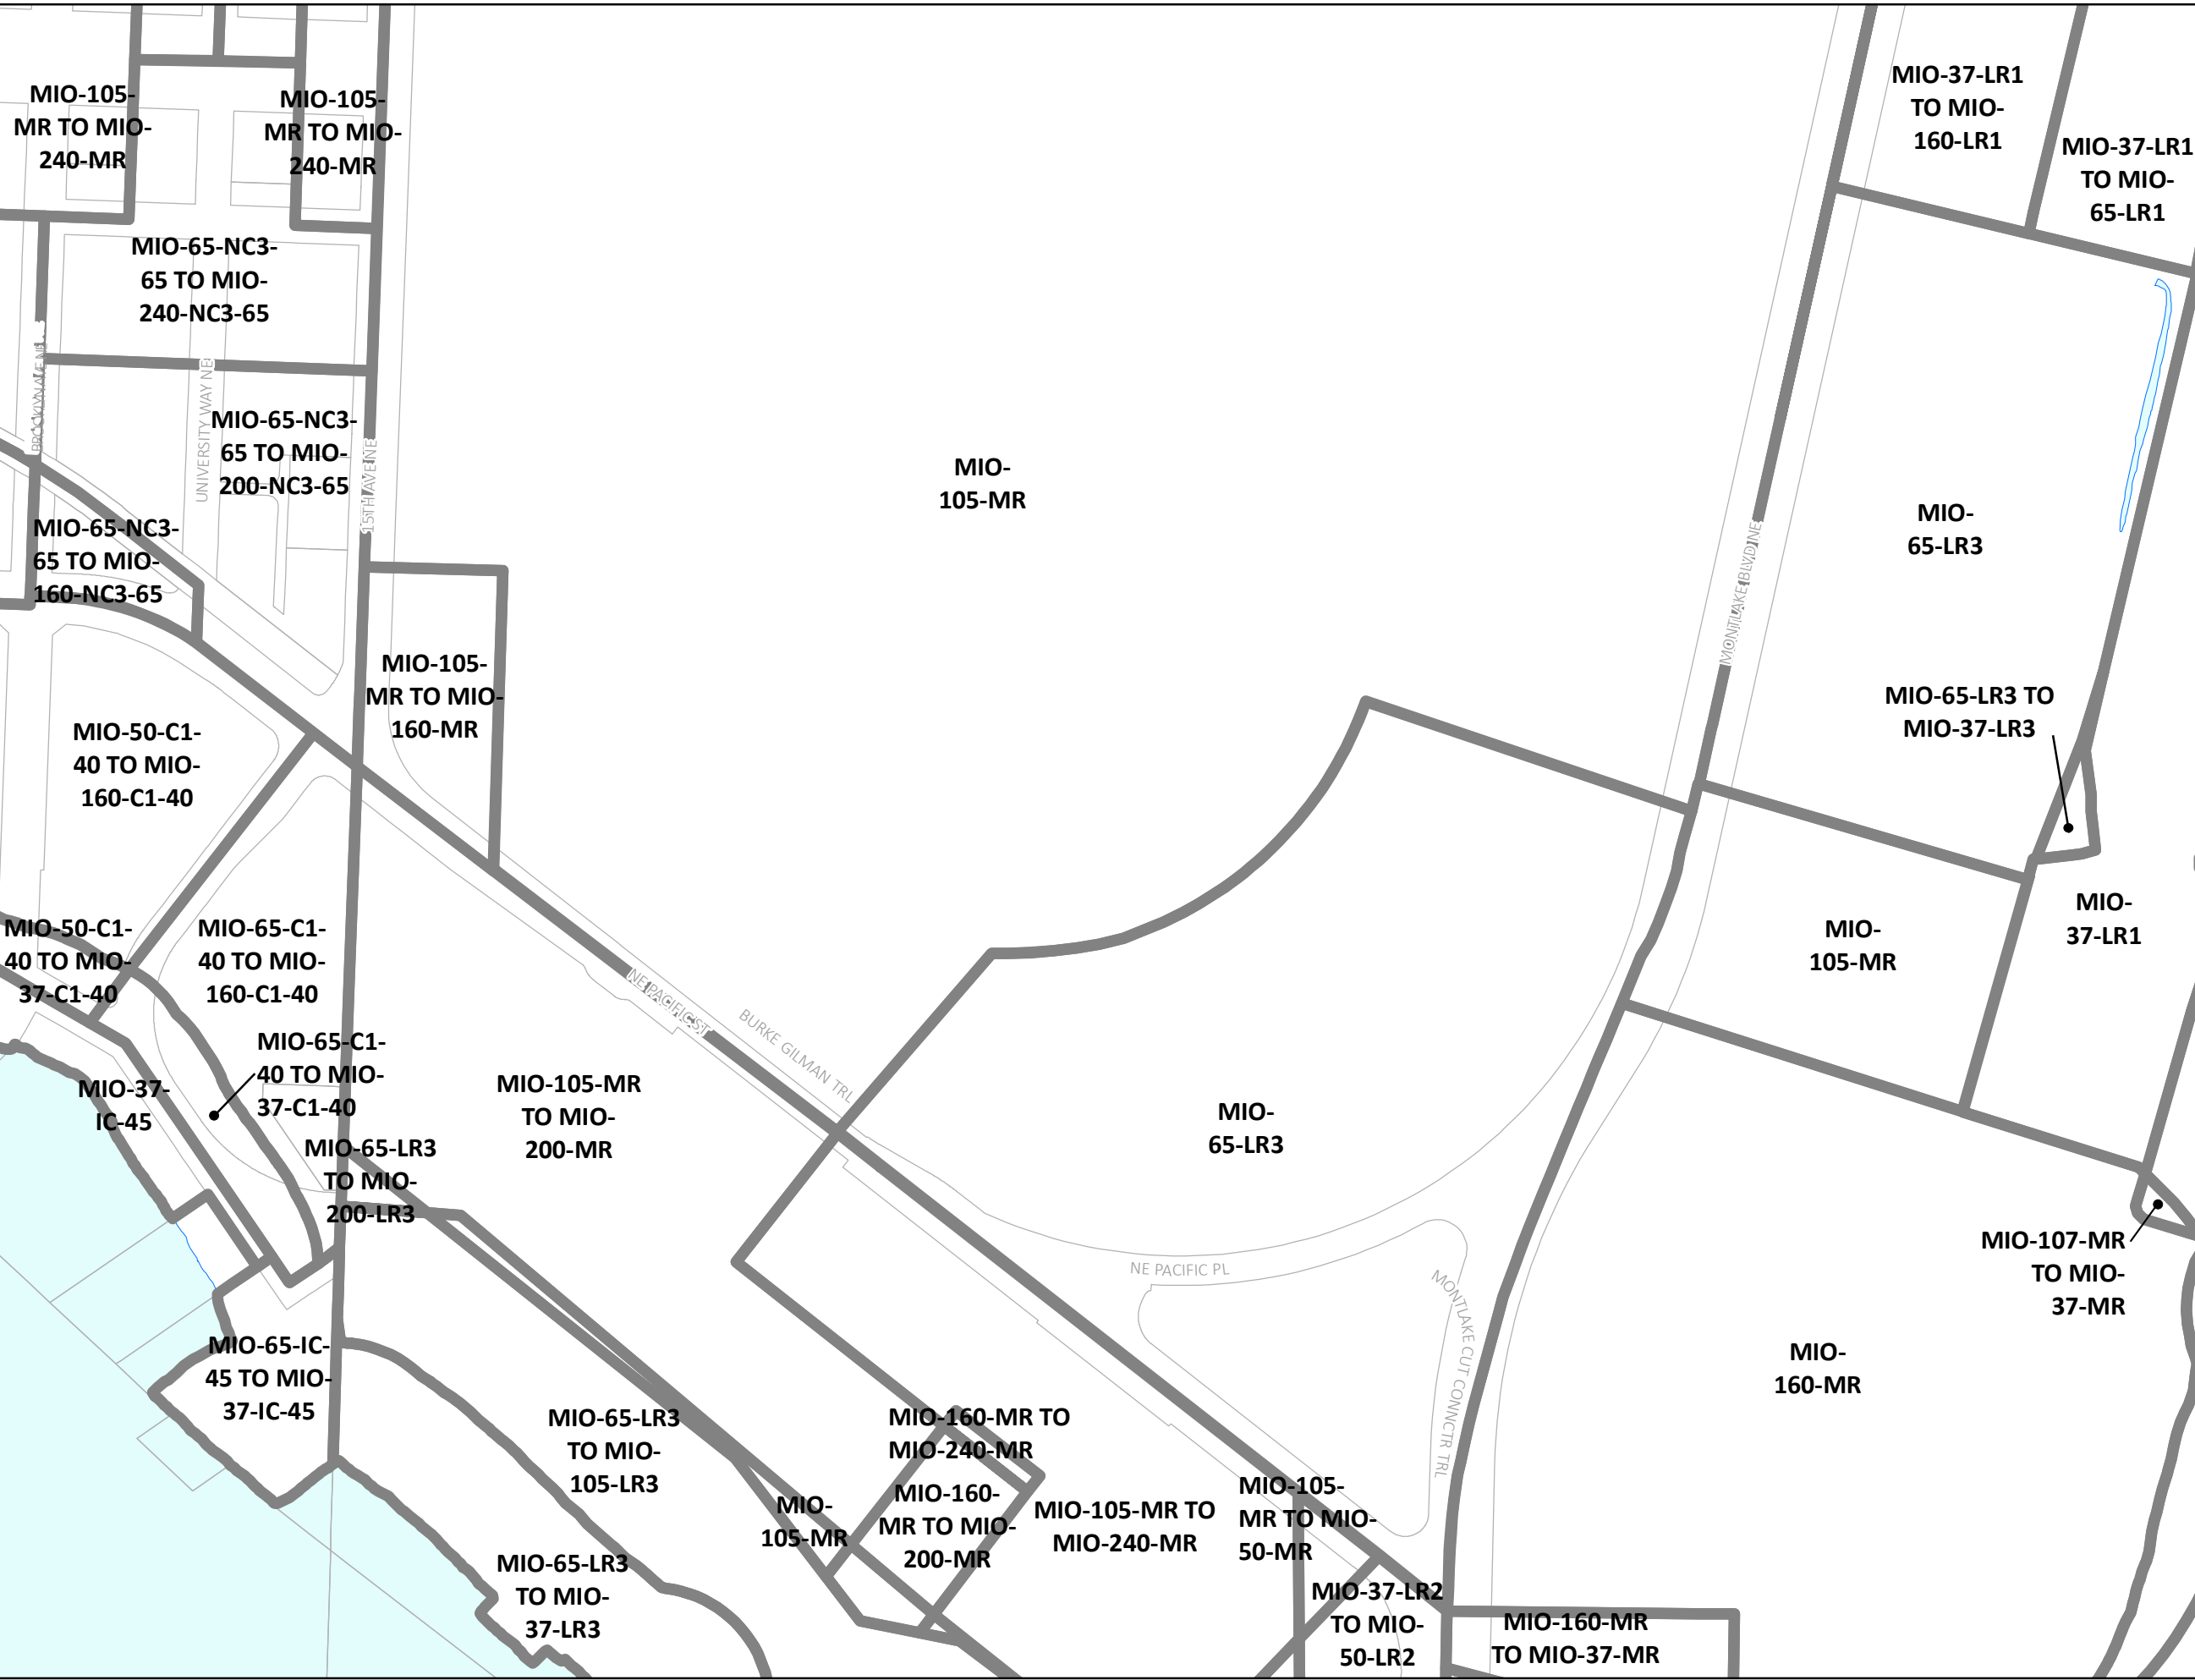 MIO-105-
MR TO MIO-
240-MR
MIO-105-
MR TO MIO-
240-MR
MIO-37-LR1
TO MIO-
160-LR1
MIO-37-LR1
TO MIO-
65-LR1
MIO-65-NC3-
65 TO MIO-
240-NC3-65
BROOKLYN AVE NE
UNIVERSITY WAY NE
MIO-65-NC3-
65 TO MIO-
200-NC3-65
15TH AVE NE
MIO-
105-MR
MONTLAKE BLVD NE
MIO-
65-LR3
MIO-65-NC3-
65 TO MIO-
160-NC3-65
MIO-105-
MR TO MIO-
160-MR
MIO-65-LR3 TO
MIO-37-LR3
MIO-50-C1-
40 TO MIO-
160-C1-40
MIO-50-C1-
40 TO MIO-
37-C1-40
MIO-65-C1-
40 TO MIO-
160-C1-40
MIO-
37-LR1
MIO-
105-MR
NE PACIFIC ST
BURKE GILMAN TRL
MIO-65-C1-
40 TO MIO-
37-C1-40
MIO-37-
IC-45
MIO-105-MR
TO MIO-
200-MR
MIO-
65-LR3
MIO-65-LR3
TO MIO-
200-LR3
NE PACIFIC PL
MONTLAKE CUT CONNCTR TRL
MIO-107-MR
TO MIO-
37-MR
MIO-65-IC-
45 TO MIO-
37-IC-45
MIO-
160-MR
MIO-65-LR3
TO MIO-
105-LR3
MIO-160-MR TO
MIO-240-MR
MIO-
105-MR
MIO-160-
MR TO MIO-
200-MR
MIO-105-MR TO
MIO-240-MR
MIO-105-
MR TO MIO-
50-MR
MIO-65-LR3
TO MIO-
37-LR3
MIO-37-LR2
TO MIO-
50-LR2
MIO-160-MR
TO MIO-37-MR